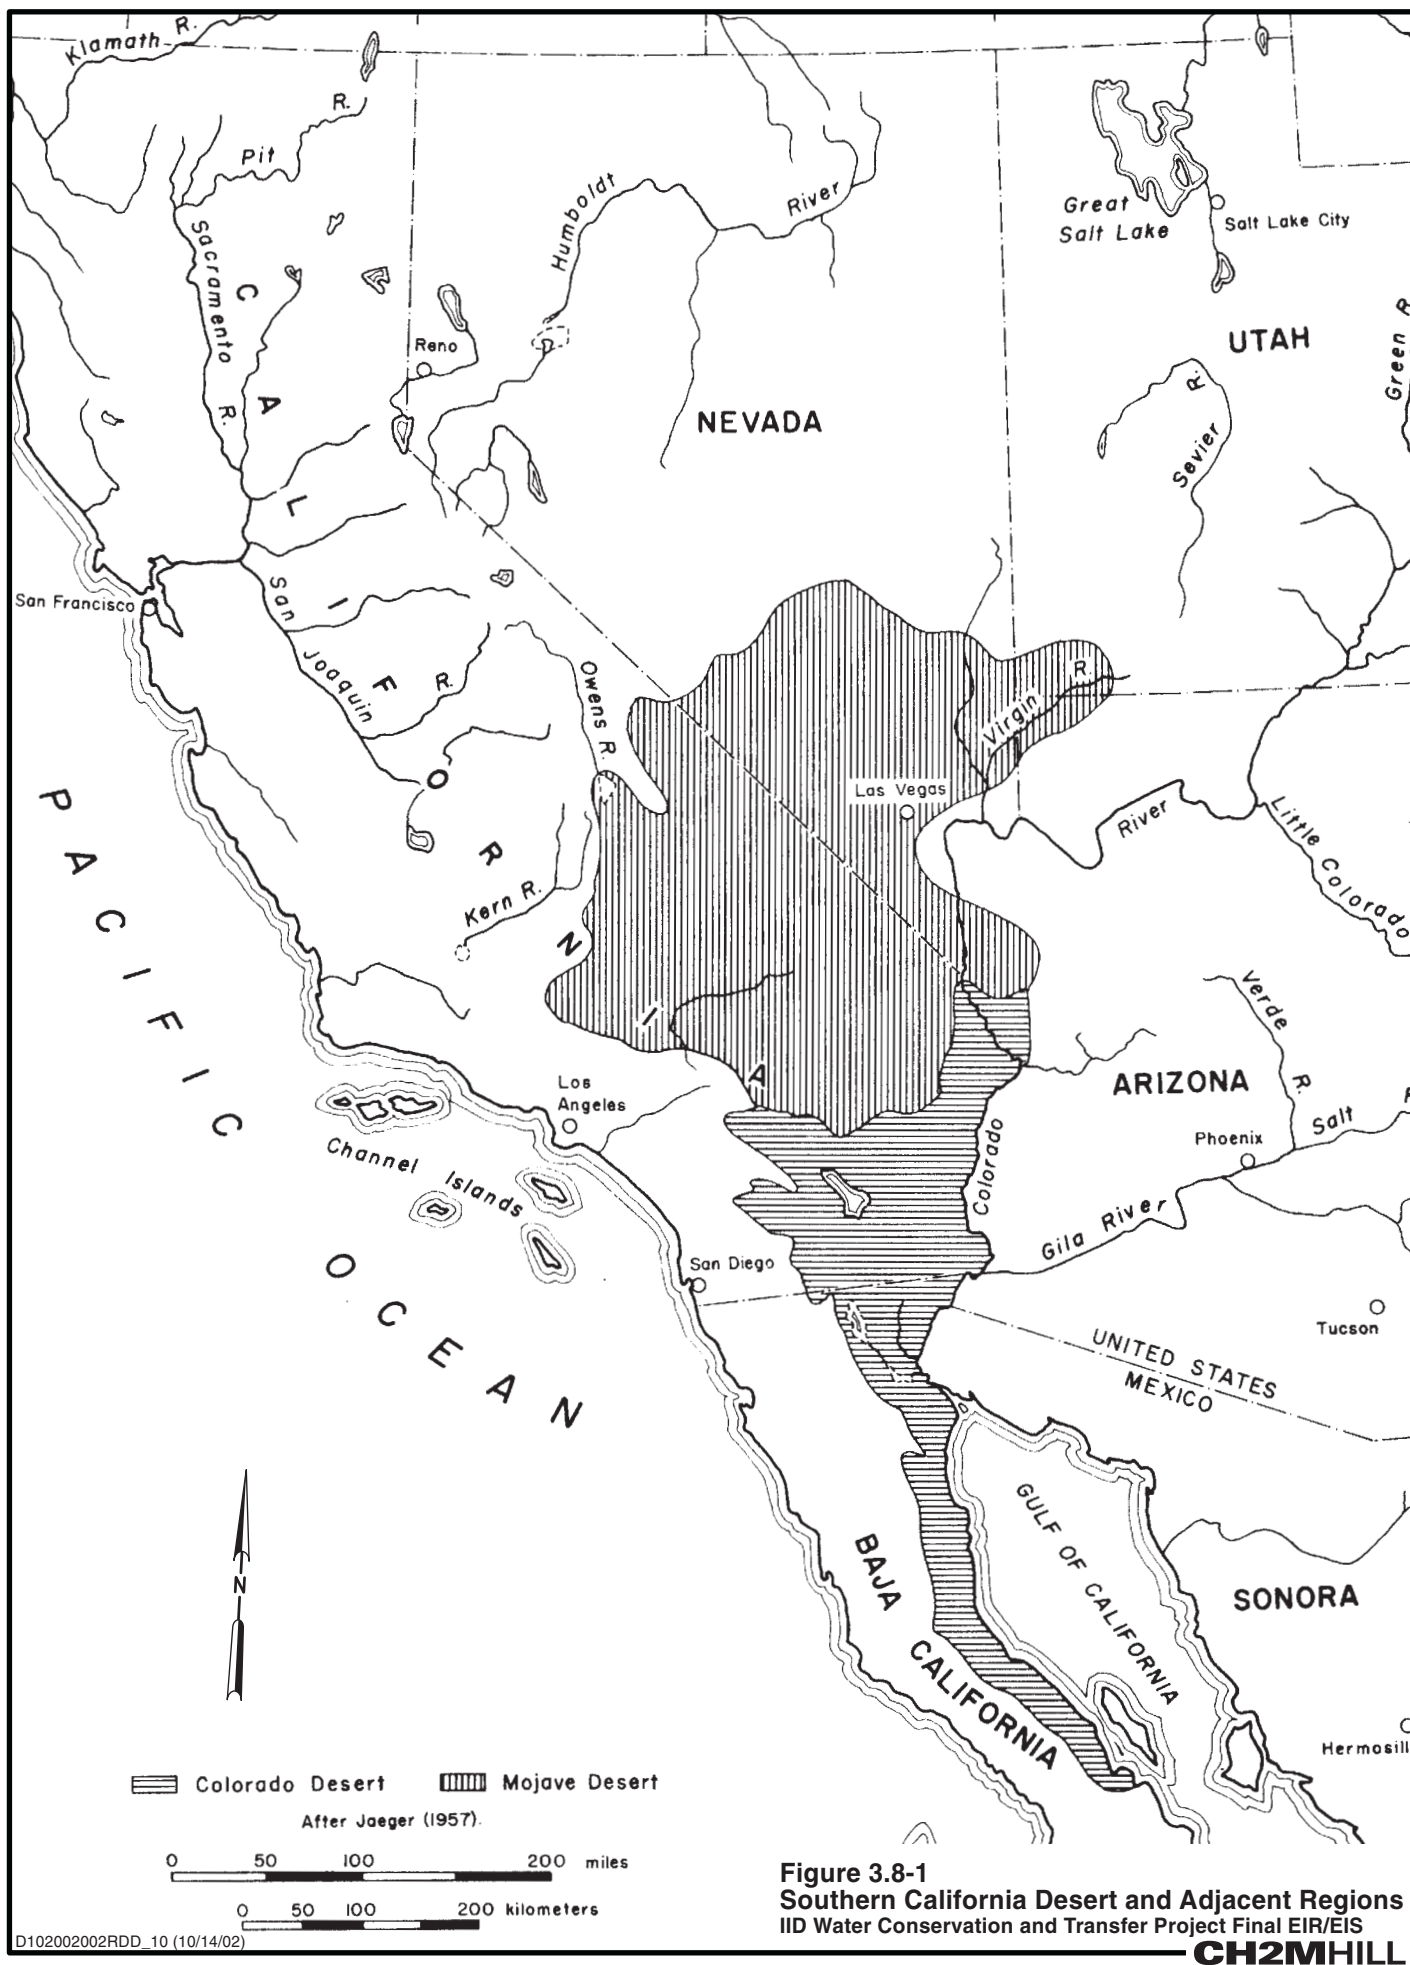 Klamath R.
Pit R.
Sacramento R.
Humboldt River
Great
Salt Lake
Salt Lake City
UTAH
Green R
Reno
NEVADA
Sevier R.
CALIFORNIA
San Francisco
San Joaquin R.
Owens R.
Virgin R.
Las Vegas
River
Little Colorado
Kern R.
PACIFIC OCEAN
Verde R.
Los
Angeles
ARIZONA
Salt
Phoenix
Channel Islands
Colorado
Gila River
San Diego
Tucson
UNITED STATES
MEXICO
GULF OF CALIFORNIA
BAJA CALIFORNIA
SONORA
N
Hermosill
Colorado Desert Mojave Desert
After Jaeger (1957).
0 50 100 200 miles
0 50 100 200 kilometers
Figure 3.8-1
Southern California Desert and Adjacent Regions
IID Water Conservation and Transfer Project Final EIR/EIS
D102002002RDD_10 (10/14/02)
CH2MHILL